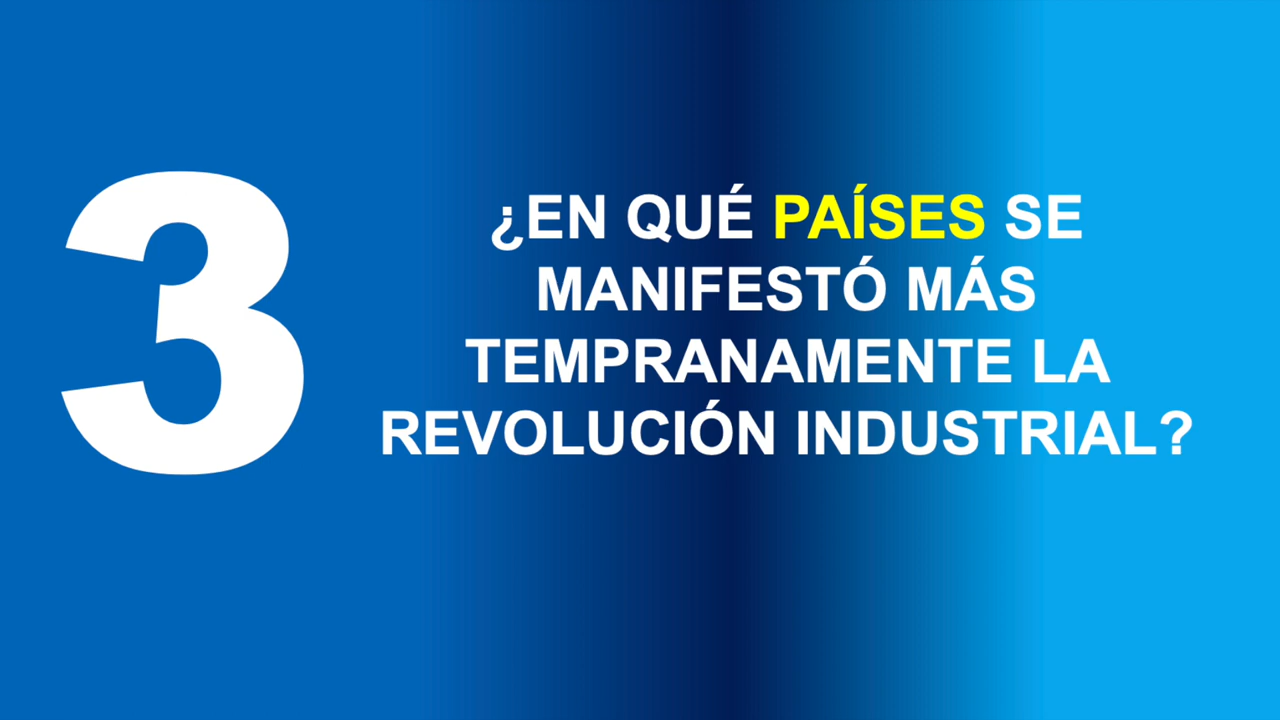 3
¿EN QUÉ PAÍSES SE
MANIFESTÓ MÁS
TEMPRANAMENTE LA
REVOLUCIÓN INDUSTRIAL?